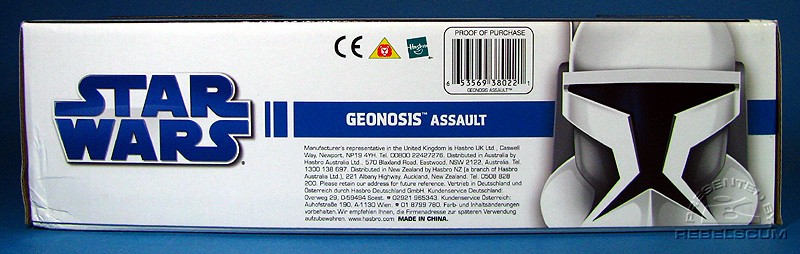 PROOF OF PURCHASE
6 53569 38022 1
GEONOSIS ASSAULT™
CE
Hasbro
STAR
WARS
GEONOSIS™ ASSAULT
Manufacturer's representative in the United Kingdom is Hasbro UK Ltd., Caswell
Way, Newport, NP19 4YH. Tel. 00800 22427276. Distributed in Australia by
Hasbro Australia Ltd., 570 Blaxland Road, Eastwood, NSW 2122, Australia. Tel.
1300 138 697. Distributed in New Zealand by Hasbro NZ (a branch of Hasbro
Australia Ltd.), 221 Albany Highway, Auckland, New Zealand. Tel. 0508 828
200. Please retain our address for future reference. Vertrieb in Deutschland und
Österreich durch Hasbro Deutschland GmbH. Kundenservice Deutschland:
Overweg 29, D-59494 Soest. ☎ 02921 965343. Kundenservice Österreich:
Auhofstraße 190, A-1130 Wien. ☎ 01 8799 760. Farb- und Inhaltsänderungen
vorbehalten. Wir empfehlen Ihnen, die Firmenadresse zur späteren Verwendung
aufzubewahren. www.hasbro.com MADE IN CHINA.
PRESENTED BY
REBELSCUM